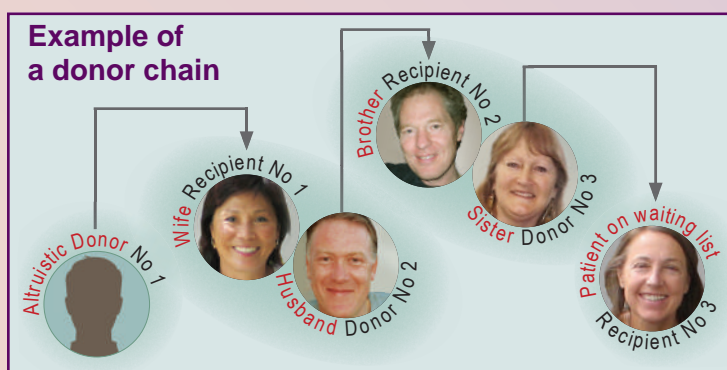 Example of
a donor chain
Altruistic Donor No 1
Wife Recipient No 1
Husband Donor No 2
Brother Recipient No 2
Sister Donor No 3
Patient on waiting list
Recipient No 3